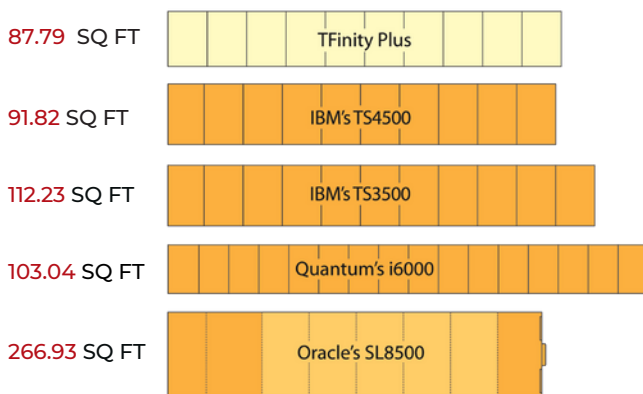 87.79 SQ FT TFinity Plus
91.82 SQ FT IBM's TS4500
112.23 SQ FT IBM's TS3500
103.04 SQ FT Quantum's i6000
266.93 SQ FT Oracle's SL8500